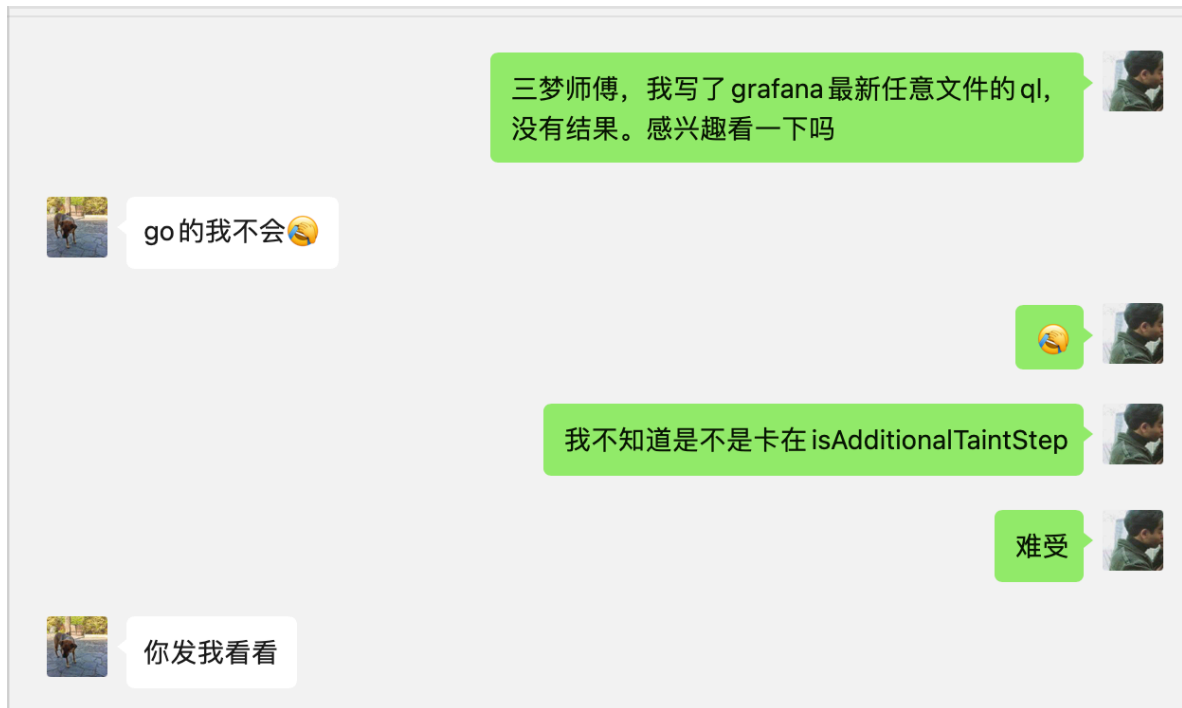 三梦师傅，我写了grafana最新任意文件的ql,
没有结果。感兴趣看一下吗
go的我不会🤣
🤣
我不知道是不是卡在isAdditionalTaintStep
难受
你发我看看